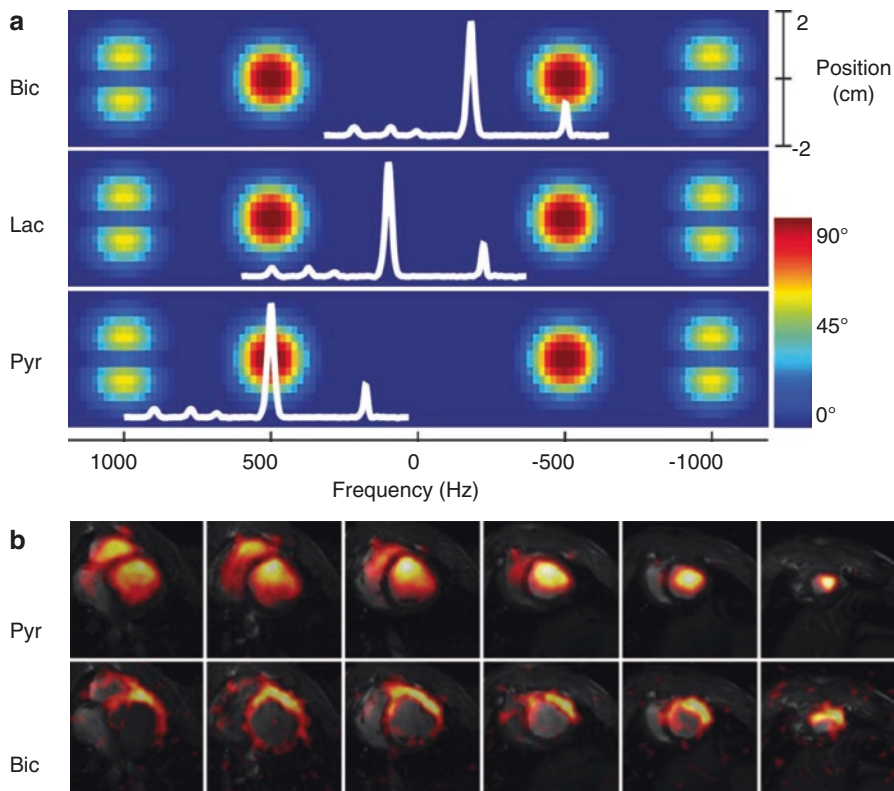 a
Bic
Lac
Pyr
2
Position
(cm)
-2
90°
45°
0°
1000 500 0 -500 -1000
Frequency (Hz)
b
Pyr
Bic